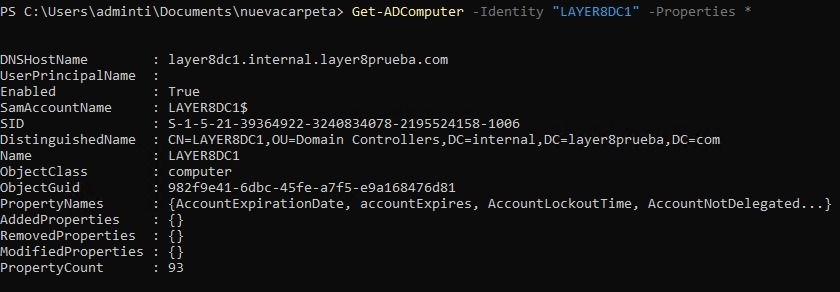 PS C:\Users\adminti\Documents\nuevacarpeta> Get-ADComputer -Identity "LAYER8DC1" -Properties *
DNSHostName : layer8dc1.internal.layer8prueba.com
UserPrincipalName :
Enabled : True
SamAccountName : LAYER8DC1$
SID : S-1-5-21-39364922-3240834078-2195524158-1006
DistinguishedName : CN=LAYER8DC1,OU=Domain Controllers,DC=internal,DC=layer8prueba,DC=com
Name : LAYER8DC1
ObjectClass : computer
ObjectGuid : 982f9e41-6dbc-45fe-a7f5-e9a168476d81
PropertyNames : {AccountExpirationDate, accountExpires, AccountLockoutTime, AccountNotDelegated...}
AddedProperties : {}
RemovedProperties : {}
ModifiedProperties : {}
PropertyCount : 93